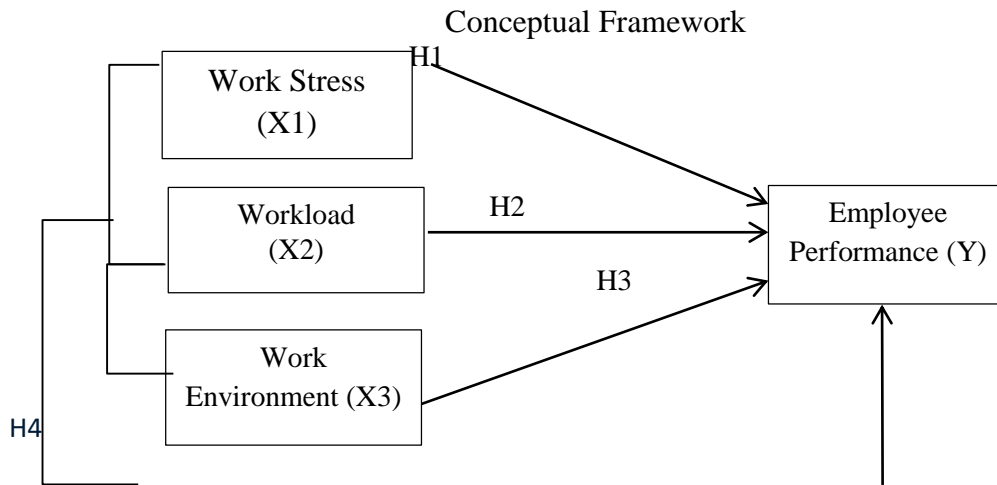 Conceptual Framework
H1
Work Stress
(X1)
H2
Workload
(X2)
Employee
Performance (Y)
H3
Work
Environment (X3)
H4